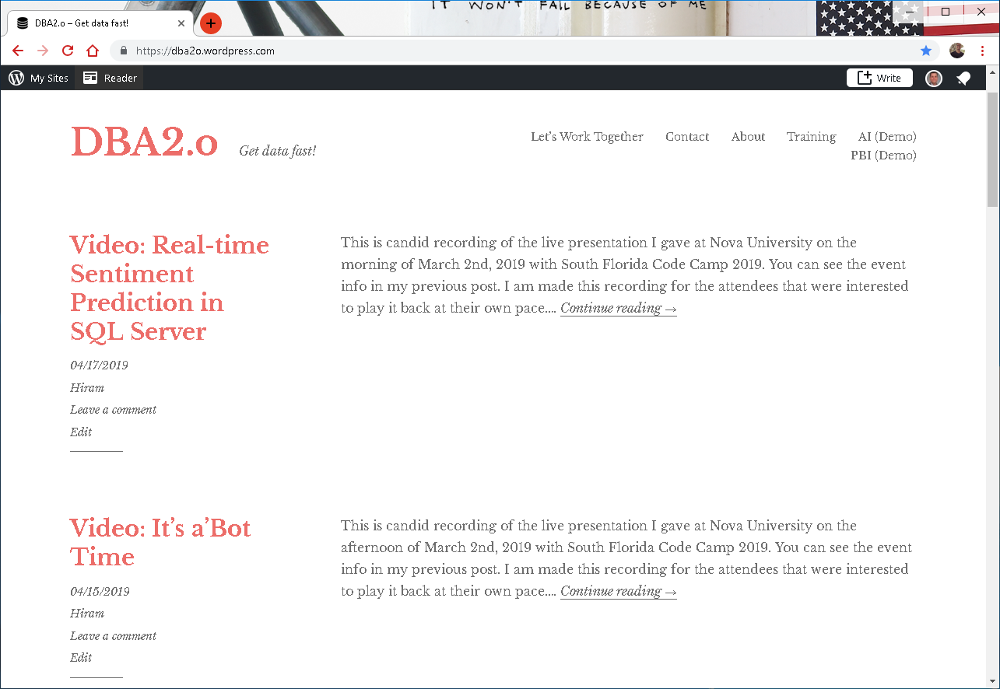 IT WON'T FAIL BECAUSE OF ME
DBA2.o – Get data fast!
https://dba2o.wordpress.com
My Sites
Reader
Write
DBA2.o
Get data fast!
Let's Work Together
Contact
About
Training
AI (Demo)
PBI (Demo)
Video: Real-time
Sentiment
Prediction in
SQL Server
04/17/2019
Hiram
Leave a comment
Edit
This is candid recording of the live presentation I gave at Nova University on the
morning of March 2nd, 2019 with South Florida Code Camp 2019. You can see the event
info in my previous post. I am made this recording for the attendees that were interested
to play it back at their own pace.… Continue reading →
Video: It's a'Bot
Time
04/15/2019
Hiram
Leave a comment
Edit
This is candid recording of the live presentation I gave at Nova University on the
afternoon of March 2nd, 2019 with South Florida Code Camp 2019. You can see the event
info in my previous post. I am made this recording for the attendees that were interested
to play it back at their own pace.… Continue reading →